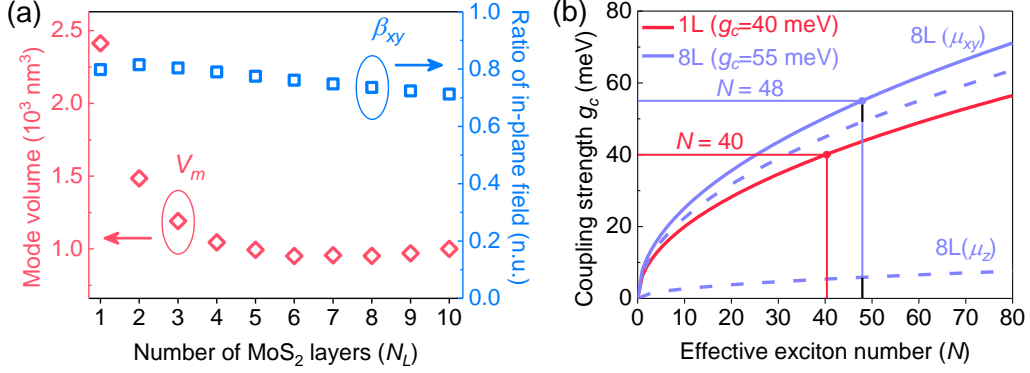 (a)
2.5
2.0
1.5
1.0
Mode volume (10³ nm³)
V_m
β_xy
1.0
0.8
0.6
0.4
0.2
0.0
Ratio of in-plane field (n.u.)
1 2 3 4 5 6 7 8 9 10
Number of MoS₂ layers (N_L)
(b)
1L (g_c=40 meV)
8L (g_c=55 meV)
8L (μ_xy)
N = 48
N = 40
8L(μ_z)
80
60
40
20
0
Coupling strength g_c (meV)
0 10 20 30 40 50 60 70 80
Effective exciton number (N)